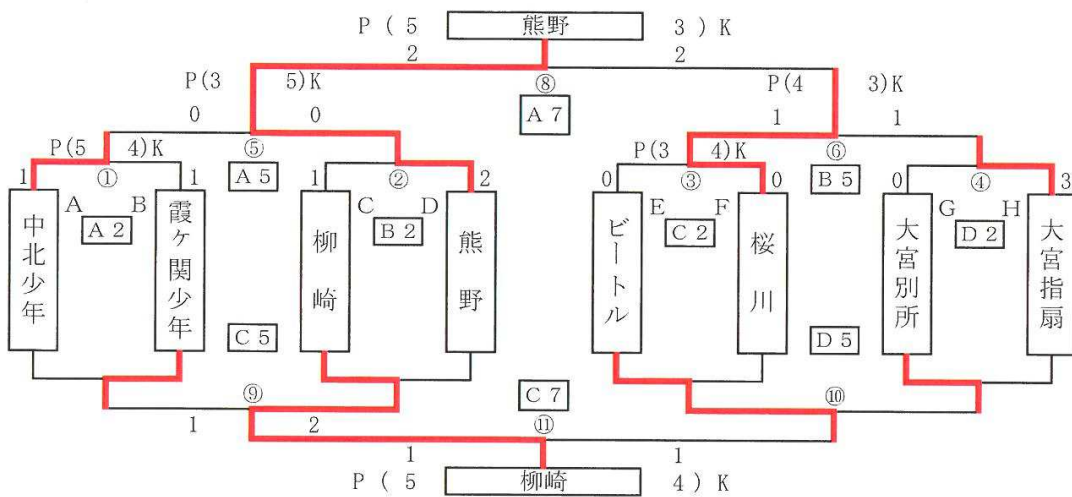 P ( 5 熊野 3 ) K
2 2
P(3 5)K ⑧ P(4 3)K
A 7
0 0 1 1
P(5 4)K ⑤ P(3 4)K ⑥
1 ① 1 A 5 1 ② 2 0 ③ 0 B 5 0 ④ 3
A B C D E F G H
A 2 B 2 C 2 D 2
中北少年
霞ヶ関少年
柳崎
熊野
ビートル
桜川
大宮別所
大宮指扇
C 5 D 5
⑨ C 7 ⑩
1 2 ⑪
1 1
P ( 5 柳崎 4 ) K